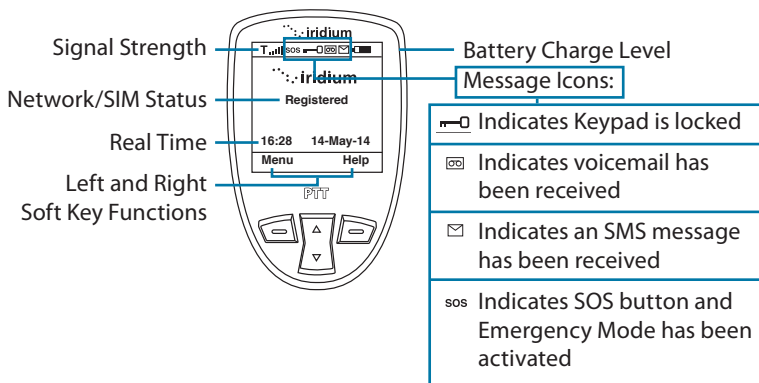 iridium
Signal Strength
T SOS
Battery Charge Level
iridium
Message Icons:
Network/SIM Status
Registered
Indicates Keypad is locked
Real Time
16:28 14-May-14
Menu Help
Indicates voicemail has
been received
Left and Right
Soft Key Functions
PTT
Indicates an SMS message
has been received
SOS Indicates SOS button and
Emergency Mode has been
activated